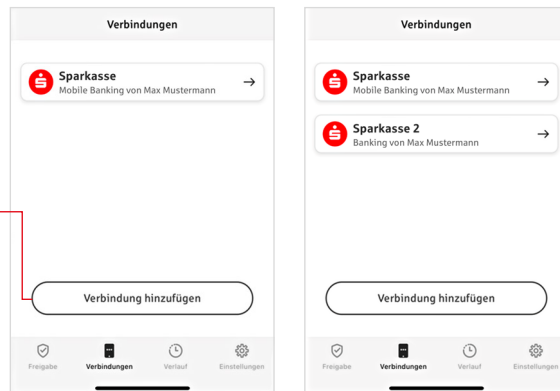 Verbindungen
Sparkasse
Mobile Banking von Max Mustermann
Verbindung hinzufügen
Freigabe
Verbindungen
Verlauf
Einstellungen
Verbindungen
Sparkasse
Mobile Banking von Max Mustermann
Sparkasse 2
Banking von Max Mustermann
Verbindung hinzufügen
Freigabe
Verbindungen
Verlauf
Einstellungen